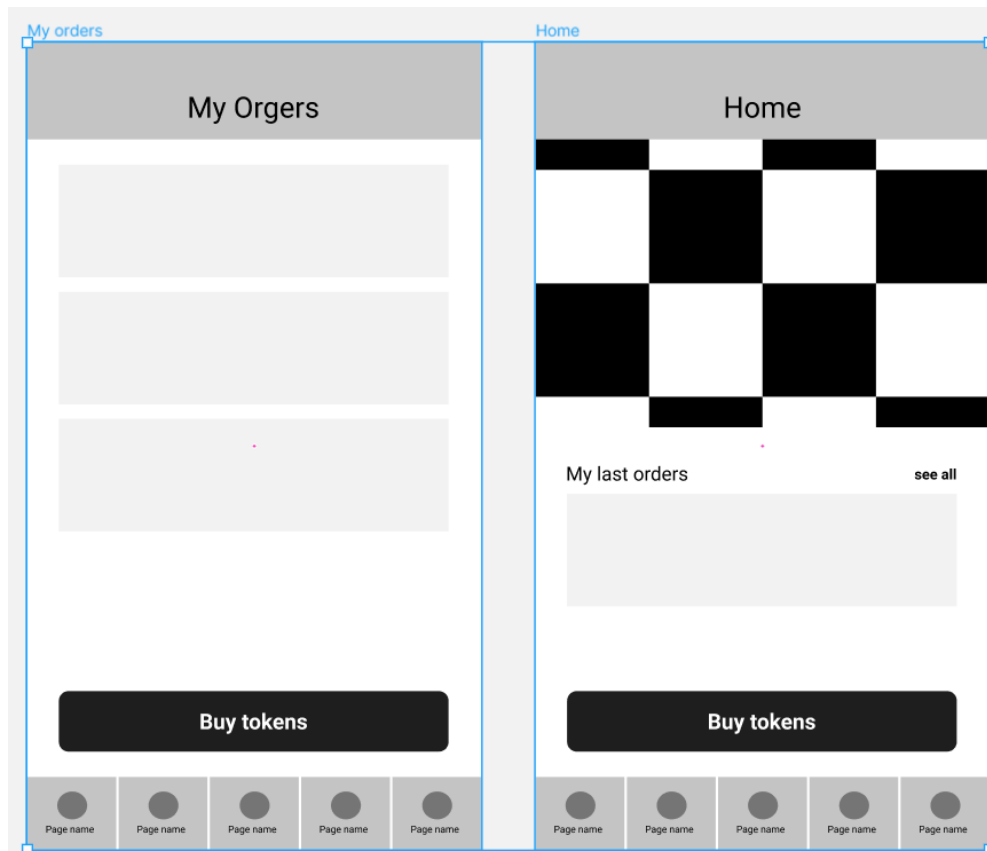 My orders
My Orgers
Buy tokens
Page name
Page name
Page name
Page name
Page name
Home
Home
My last orders
see all
Buy tokens
Page name
Page name
Page name
Page name
Page name